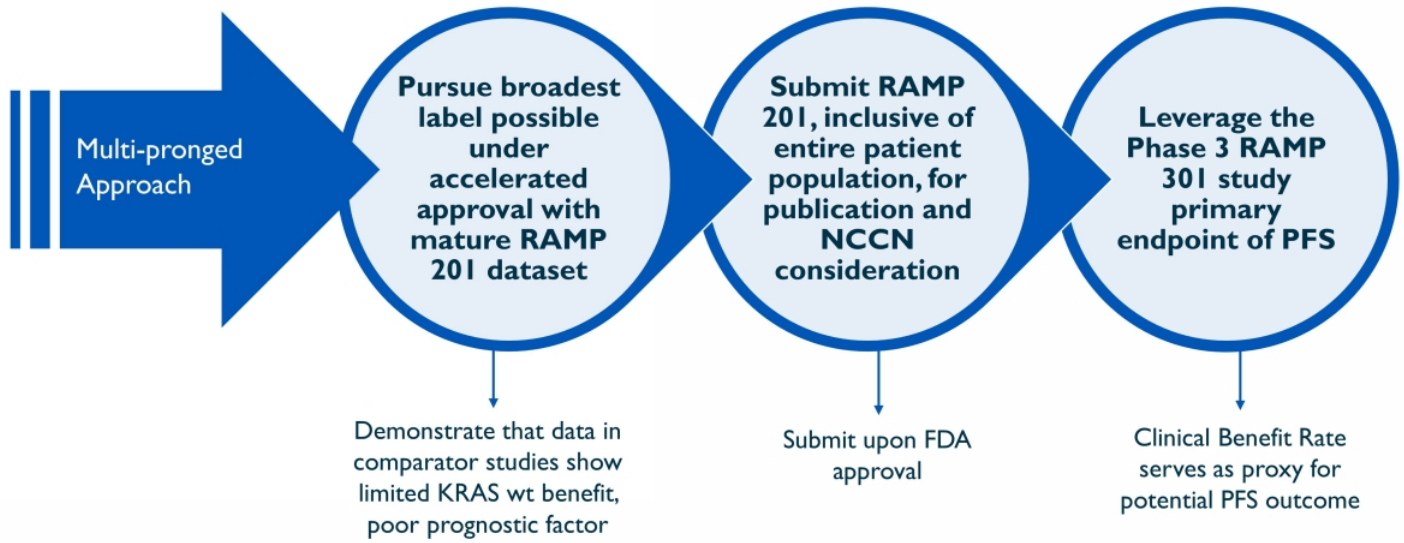 Multi-pronged
Approach
Pursue broadest
label possible
under
accelerated
approval with
mature RAMP
201 dataset
Demonstrate that data in
comparator studies show
limited KRAS wt benefit,
poor prognostic factor
Submit RAMP
201, inclusive of
entire patient
population, for
publication and
NCCN
consideration
Submit upon FDA
approval
Leverage the
Phase 3 RAMP
301 study
primary
endpoint of PFS
Clinical Benefit Rate
serves as proxy for
potential PFS outcome